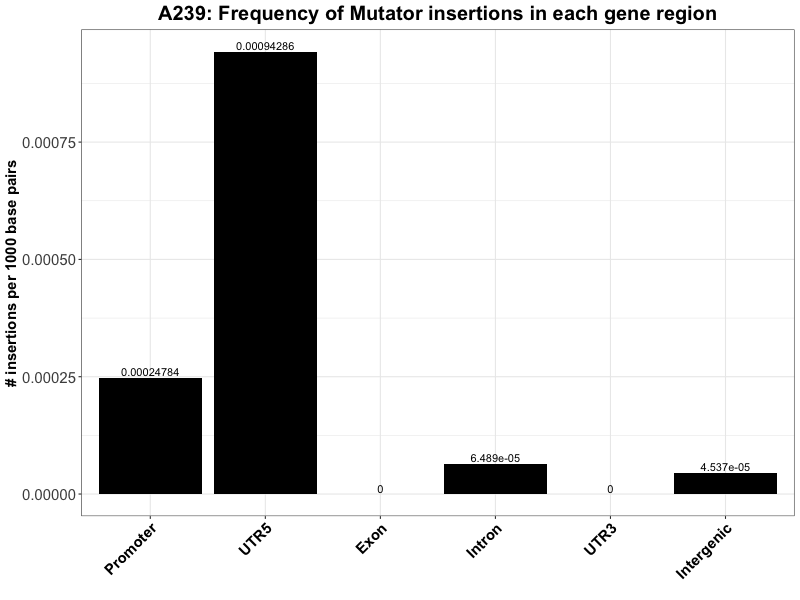 A239: Frequency of Mutator insertions in each gene region
# insertions per 1000 base pairs
0.00075
0.00050
0.00025
0.00000
0.00024784
0.00094286
0
6.489e-05
0
4.537e-05
Promoter
UTR5
Exon
Intron
UTR3
Intergenic